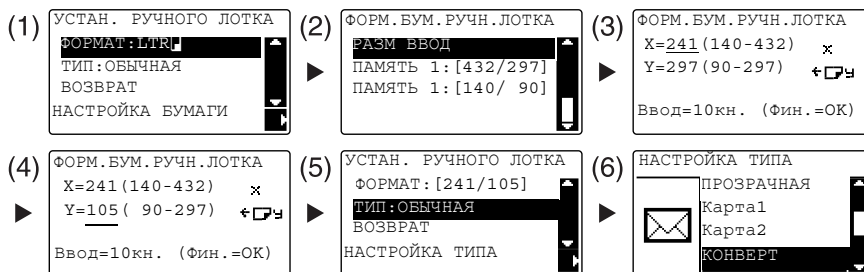 (1)
УСТАН. РУЧНОГО ЛОТКА
ФОРМАТ:LTR
ТИП:ОБЫЧНАЯ
ВОЗВРАТ
НАСТРОЙКА БУМАГИ
(2)
ФОРМ.БУМ.РУЧН.ЛОТКА
РАЗМ ВВОД
ПАМЯТЬ 1:[432/297]
ПАМЯТЬ 1:[140/ 90]
(3)
ФОРМ.БУМ.РУЧН.ЛОТКА
X=241(140-432) x
Y=297(90-297) y
Ввод=10кн. (Фин.=OK)
(4)
ФОРМ.БУМ.РУЧН.ЛОТКА
X=241(140-432) x
Y=105( 90-297) y
Ввод=10кн. (Фин.=OK)
(5)
УСТАН. РУЧНОГО ЛОТКА
ФОРМАТ:[241/105]
ТИП:ОБЫЧНАЯ
ВОЗВРАТ
НАСТРОЙКА ТИПА
(6)
НАСТРОЙКА ТИПА
ПРОЗРАЧНАЯ
Карта1
Карта2
КОНВЕРТ